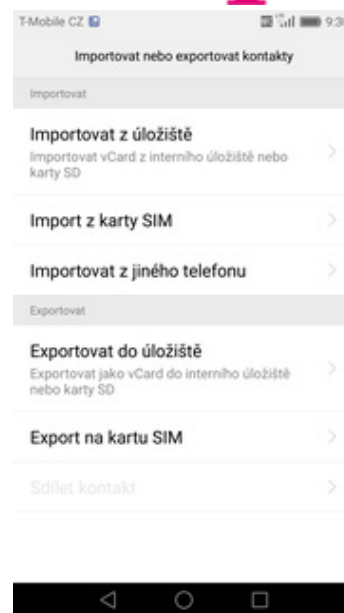 T-Mobile CZ
Importovat nebo exportovat kontakty
Importovat
Importovat z úložiště
Importovat vCard z interního úložiště nebo
karty SD
Import z karty SIM
Importovat z jiného telefonu
Exportovat
Exportovat do úložiště
Exportovat jako vCard do interního úložiště
nebo karty SD
Export na kartu SIM
Sdílet kontakt